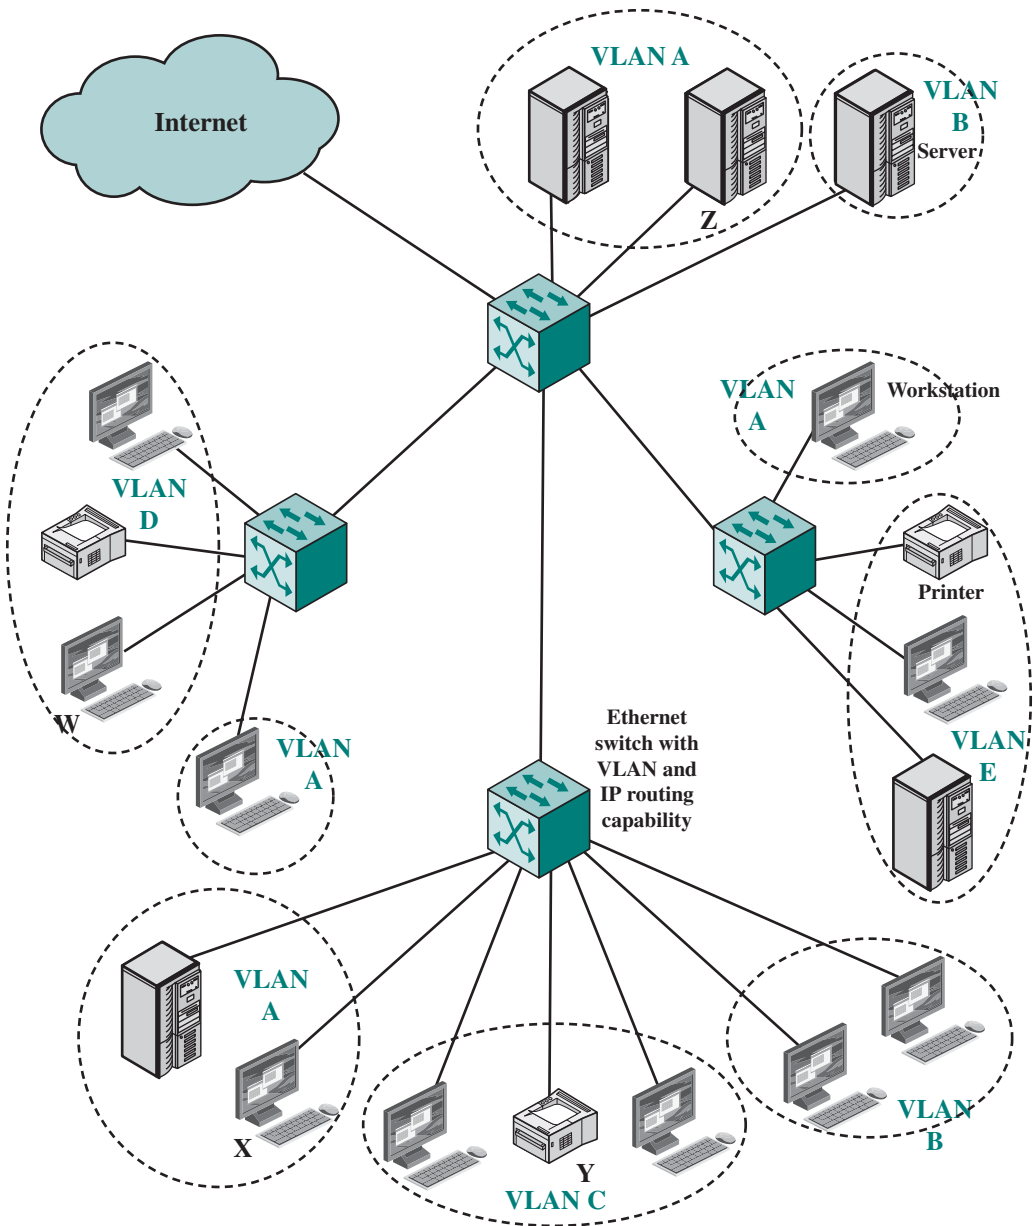 VLAN A
VLAN
B
Server
Internet
Z
VLAN
A
Workstation
VLAN
D
Printer
W
VLAN
A
Ethernet
switch with
VLAN and
IP routing
capability
VLAN
E
VLAN
A
X
VLAN
B
Y
VLAN C